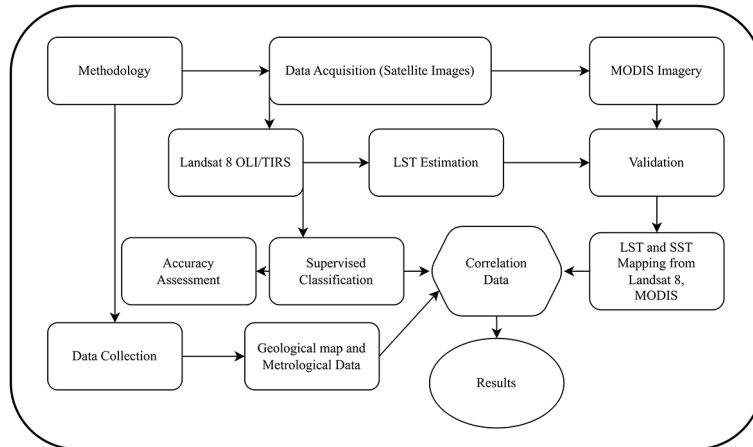 Methodology
Data Acquisition (Satellite Images)
MODIS Imagery
Landsat 8 OLI/TIRS
LST Estimation
Validation
Accuracy
Assessment
Supervised
Classification
Correlation
Data
LST and SST
Mapping from
Landsat 8,
MODIS
Data Collection
Geological map and
Metrological Data
Results